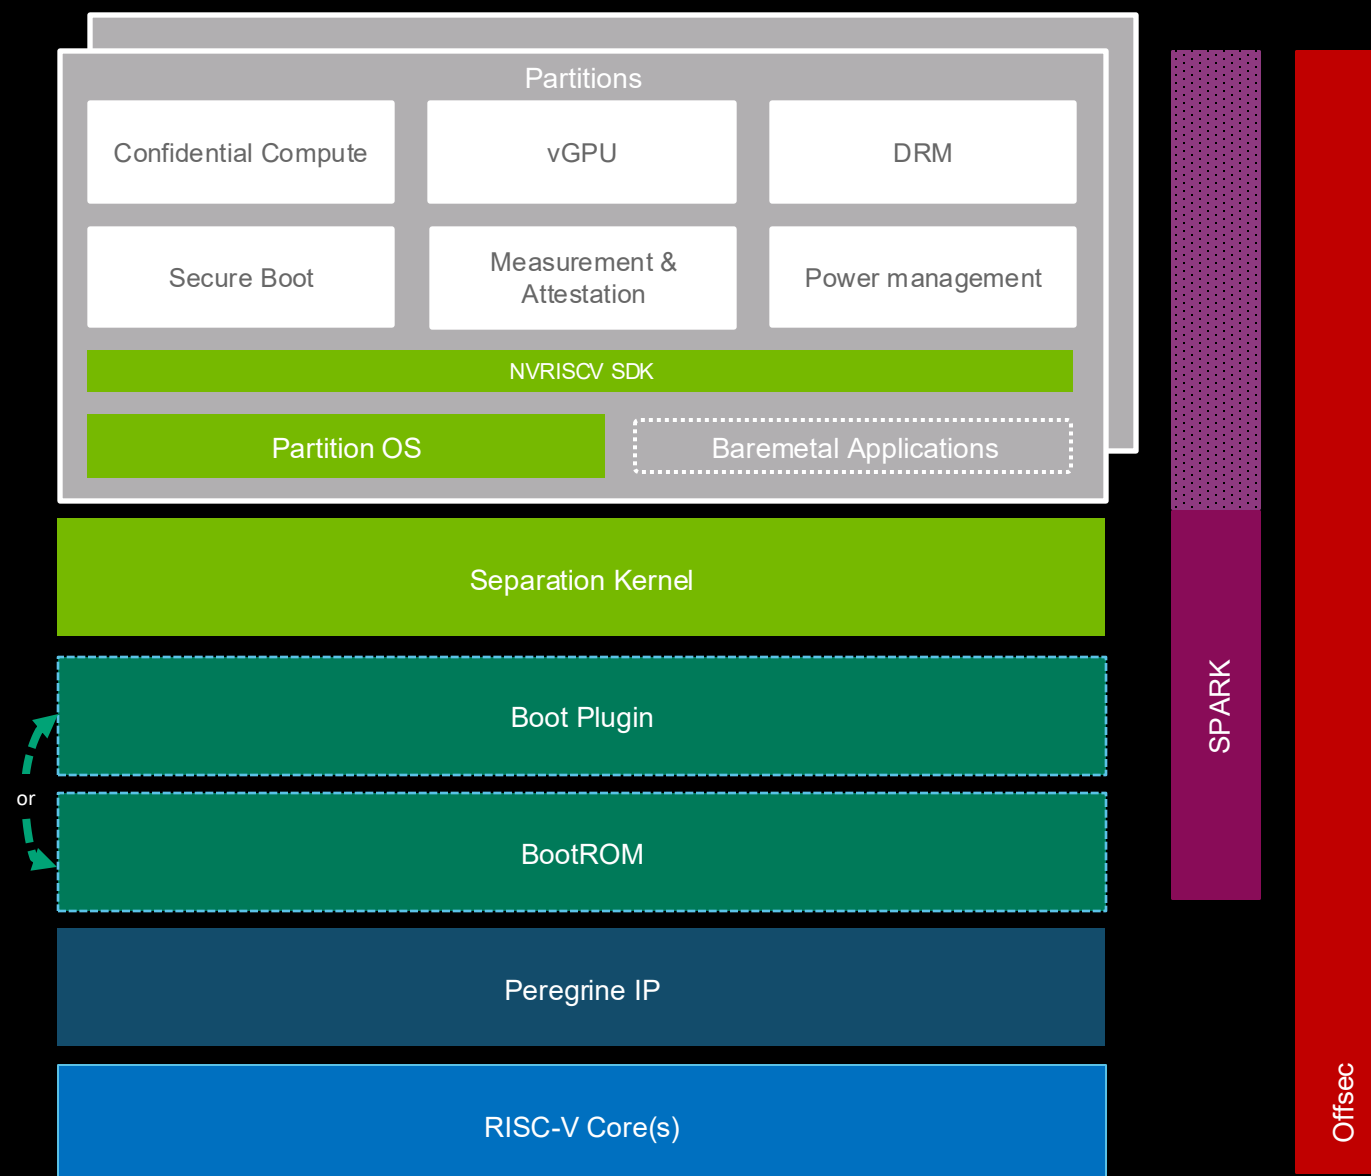 Partitions
Confidential Compute
vGPU
DRM
Secure Boot
Measurement &
Attestation
Power management
NVRISCV SDK
Partition OS
Baremetal Applications
Separation Kernel
Boot Plugin
or
BootROM
Peregrine IP
RISC-V Core(s)
SPARK
Offsec